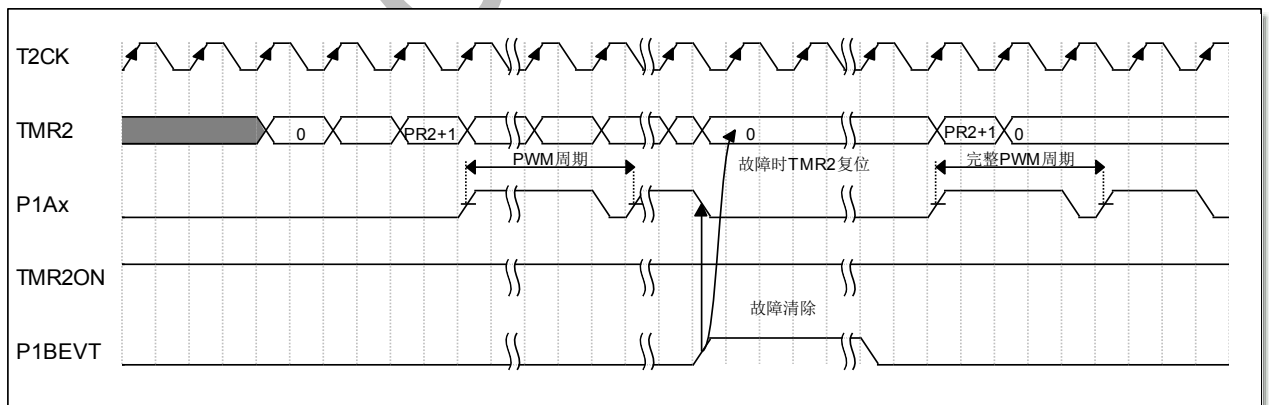 T2CK
TMR2
0
PR2+1
0
PR2+1
0
PWM周期
故障时TMR2复位
完整PWM周期
P1Ax
TMR2ON
故障清除
P1BEVT